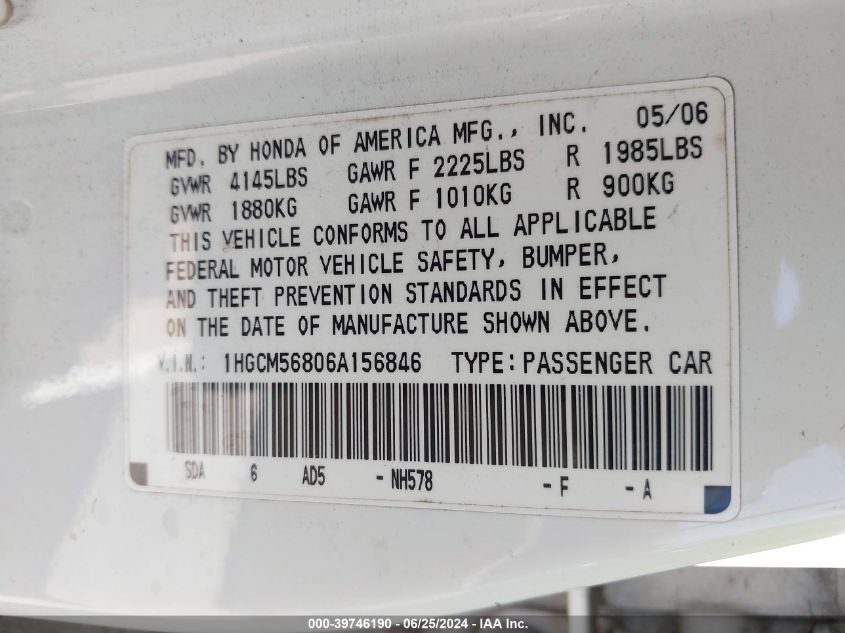 MFD. BY HONDA OF AMERICA MFG., INC. 05/06
GVWR 4145LBS GAWR F 2225LBS R 1985LBS
GVWR 1880KG GAWR F 1010KG R 900KG
THIS VEHICLE CONFORMS TO ALL APPLICABLE
FEDERAL MOTOR VEHICLE SAFETY, BUMPER,
AND THEFT PREVENTION STANDARDS IN EFFECT
ON THE DATE OF MANUFACTURE SHOWN ABOVE.
V.I.N.: 1HGCM56806A156846 TYPE:PASSENGER CAR
SDA 6 AD5 -NH578 -F -A
000-39746190 - 06/25/2024 - IAA Inc.